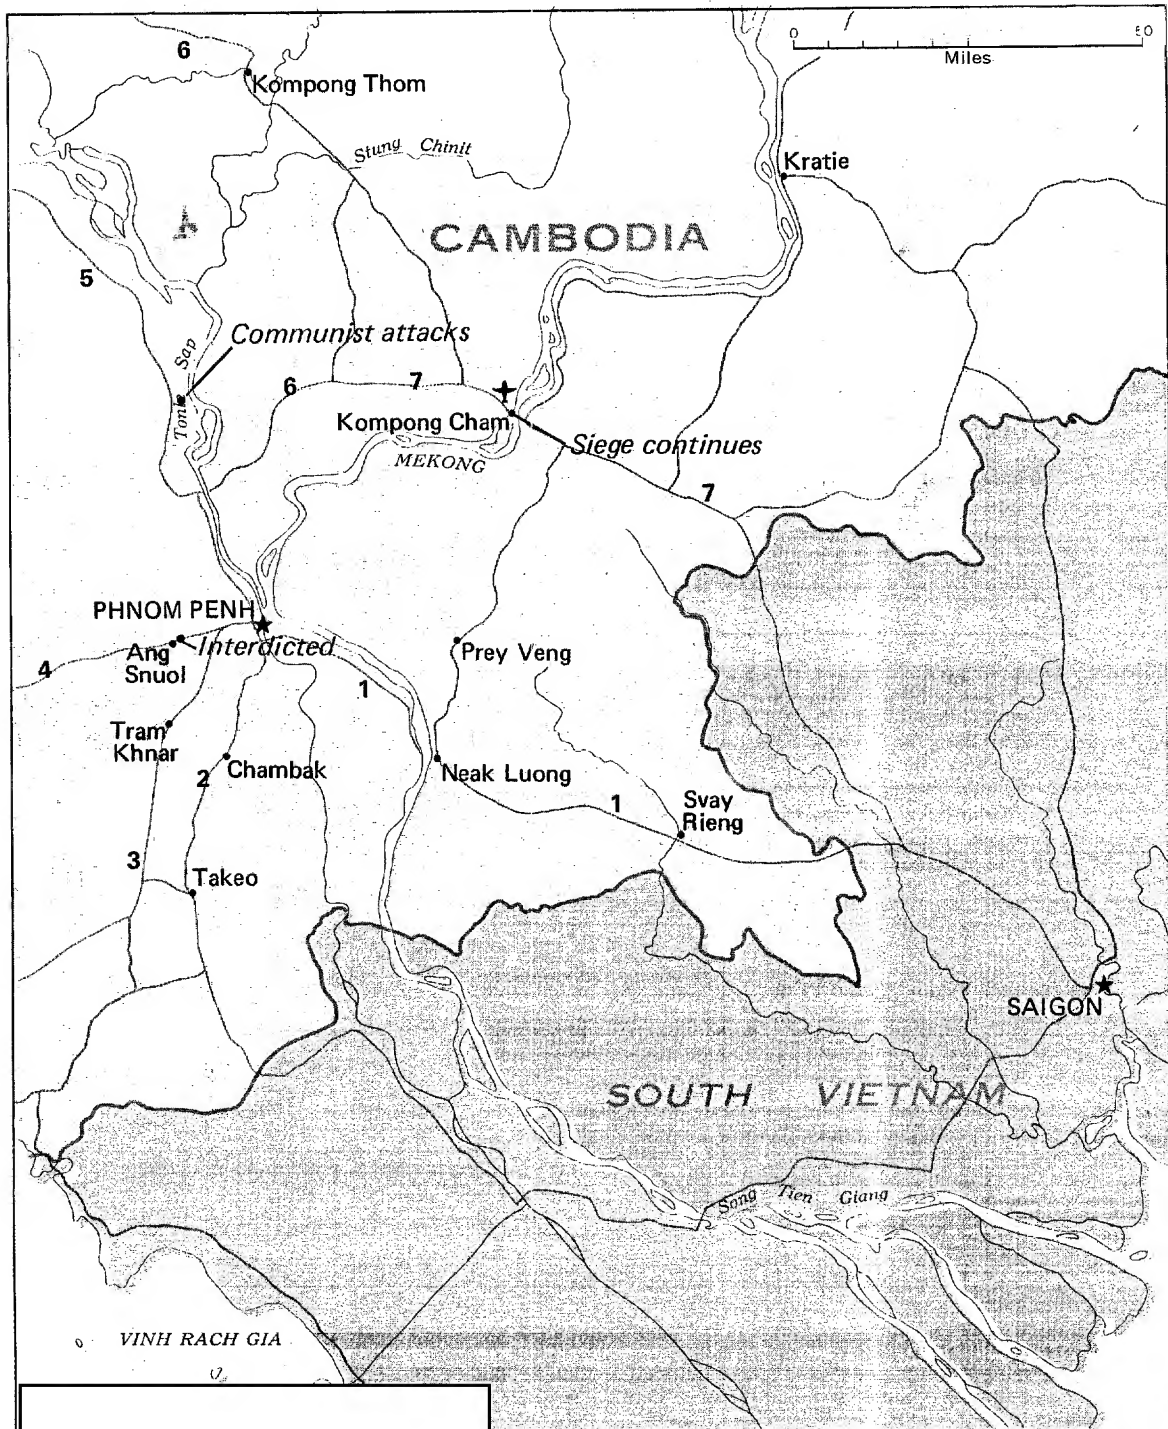 6
Kompong Thom
0
50
Miles
Stung Chinit
Kratie
CAMBODIA
5
Communist attacks
Tonle Sap
6
7
Kompong Cham
Siege continues
MEKONG
7
PHNOM PENH
Interdicted
Ang
Snuol
4
Prey Veng
1
Tram
Khnar
2
Chambak
Neak Luong
1
Svay
Rieng
3
Takeo
SAIGON
SOUTH VIETNAM
Song Tien Giang
VINH RACH GIA